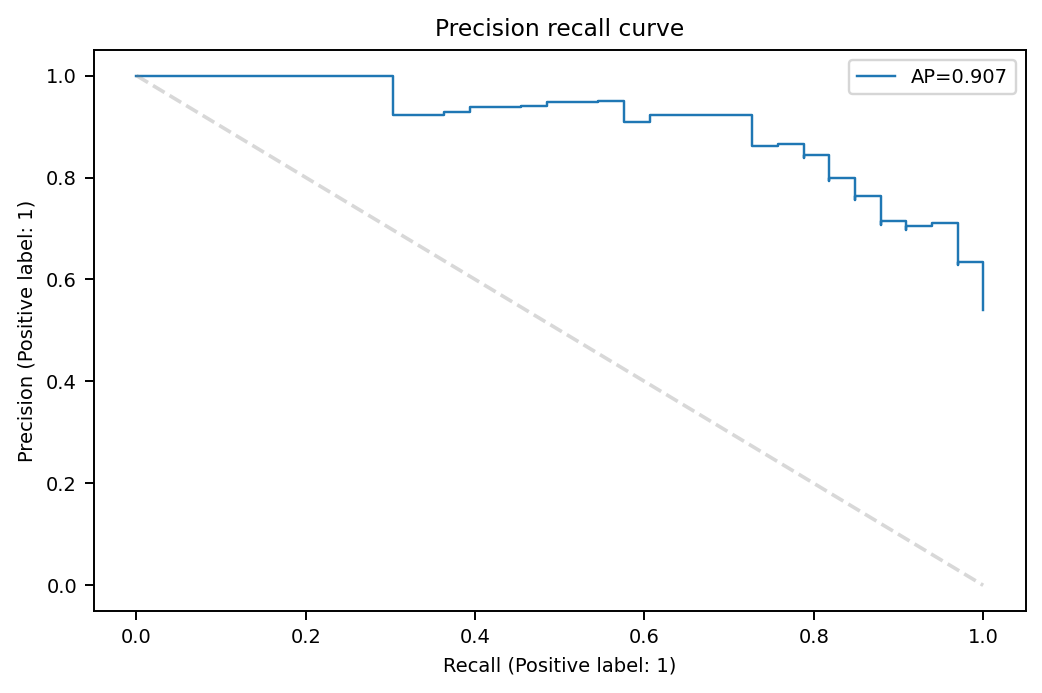 Precision recall curve
AP=0.907
1.0
0.8
0.6
0.4
0.2
0.0
Precision (Positive label: 1)
0.0 0.2 0.4 0.6 0.8 1.0
Recall (Positive label: 1)